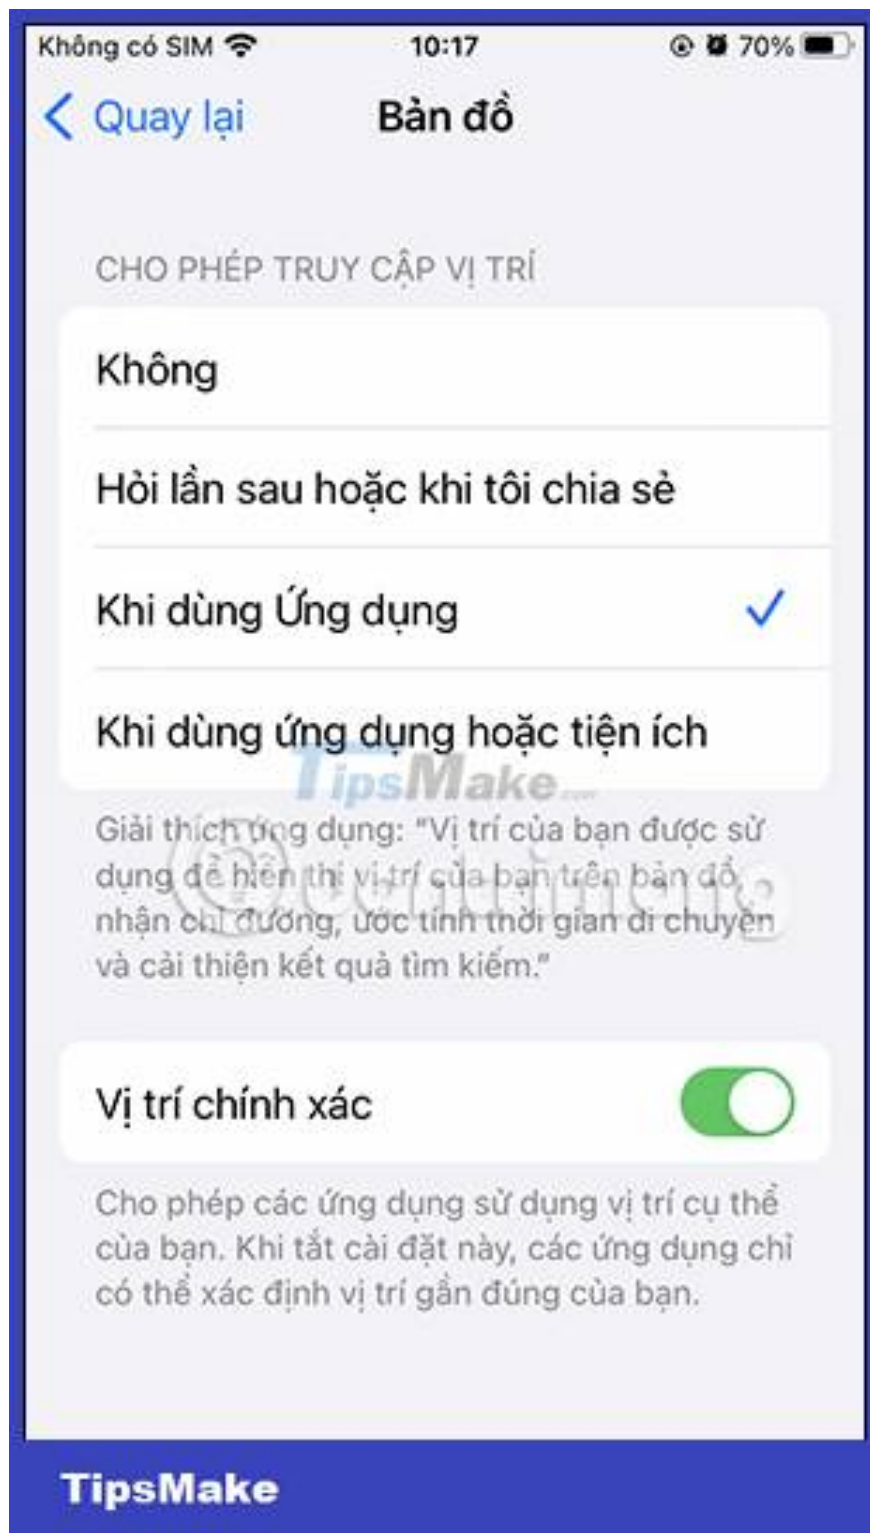 Không có SIM 10:17 70%
Quay lại Bản đồ
CHO PHÉP TRUY CẬP VỊ TRÍ
Không
Hỏi lần sau hoặc khi tôi chia sẻ
Khi dùng Ứng dụng
Khi dùng ứng dụng hoặc tiện ích
TipsMake.com
Giải thích ứng dụng: "Vị trí của bạn được sử
dụng để hiển thị vị trí của bạn trên bản đồ,
nhận chỉ đường, ước tính thời gian di chuyển
và cải thiện kết quả tìm kiếm."
Quantrimang
Vị trí chính xác
Cho phép các ứng dụng sử dụng vị trí cụ thể
của bạn. Khi tắt cài đặt này, các ứng dụng chỉ
có thể xác định vị trí gần đúng của bạn.
TipsMake